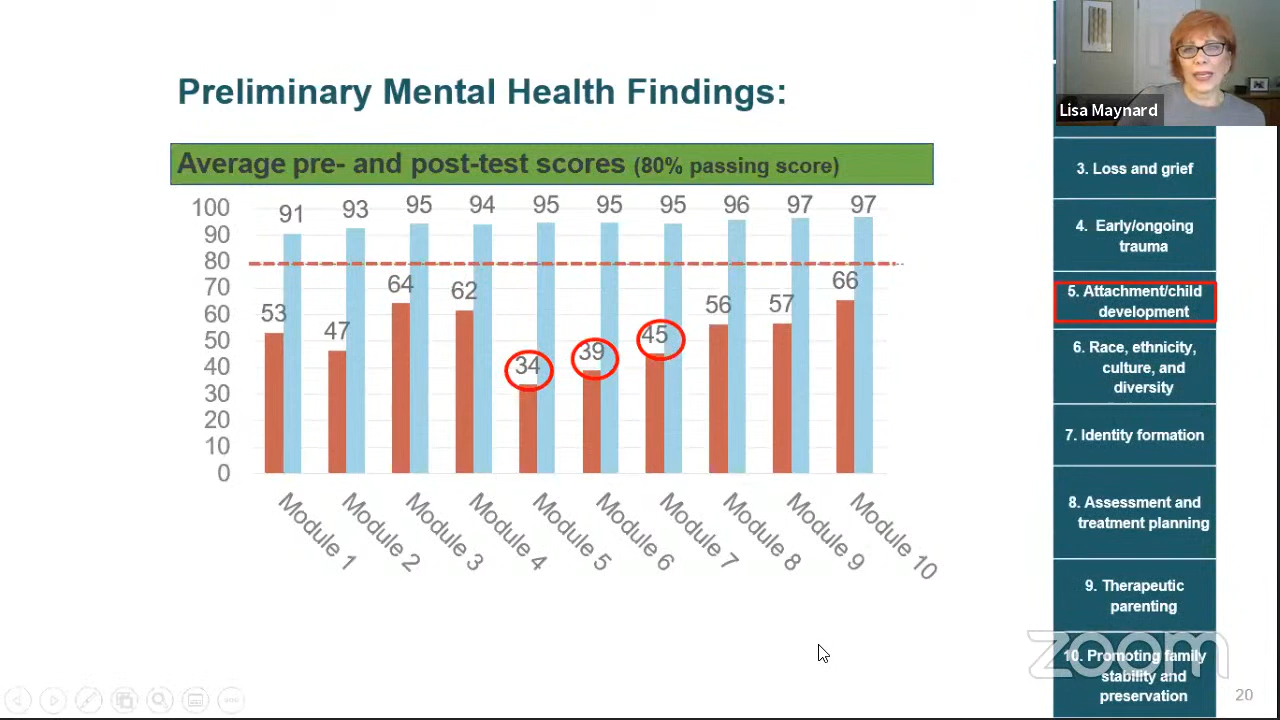 Preliminary Mental Health Findings:
Average pre- and post-test scores (80% passing score)
100
90
80
70
60
50
40
30
20
10
0
91
93
95
94
95
95
95
96
97
97
53
47
64
62
34
39
45
56
57
66
Module 1
Module 2
Module 3
Module 4
Module 5
Module 6
Module 7
Module 8
Module 9
Module 10
Lisa Maynard
3. Loss and grief
4. Early/ongoing
trauma
5. Attachment/child
development
6. Race, ethnicity,
culture, and
diversity
7. Identity formation
8. Assessment and
treatment planning
9. Therapeutic
parenting
10. Promoting family
stability and
preservation
zoom
20